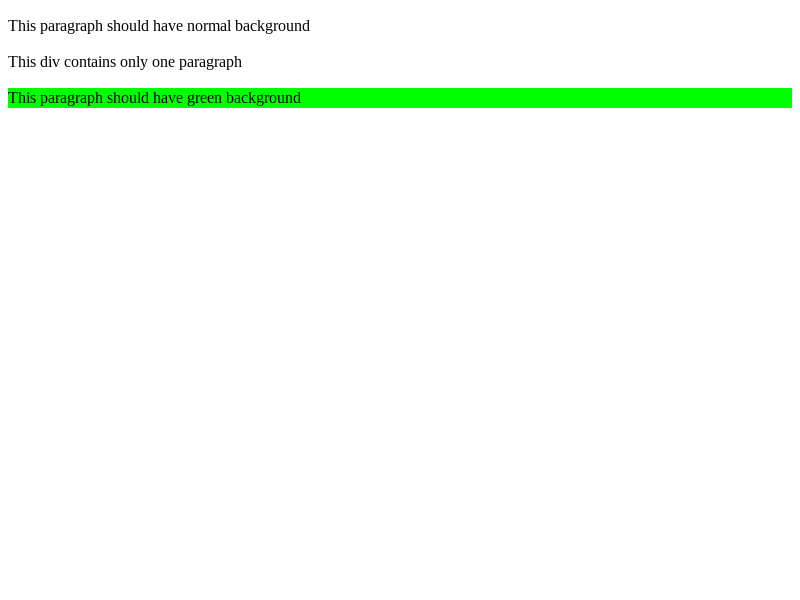 This paragraph should have normal background
This div contains only one paragraph
This paragraph should have green background